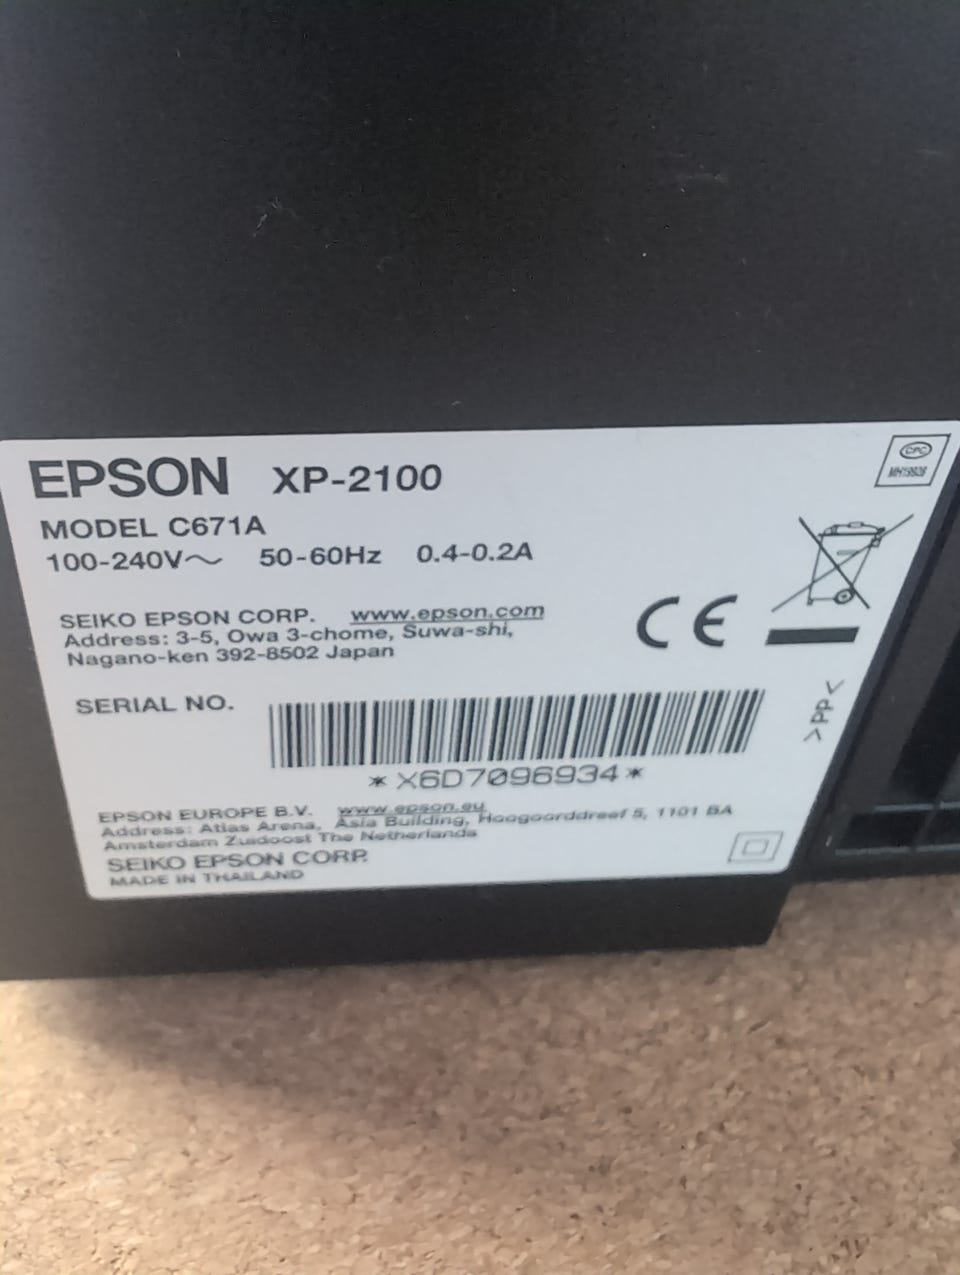 EPSON XP-2100
CPC
MODEL C671A
100-240V~ 50-60Hz 0.4-0.2A
SEIKO EPSON CORP. www.epson.com
Address: 3-5, Owa 3-chome, Suwa-shi,
Nagano-ken 392-8502 Japan
CE
>PP<
SERIAL NO.
*X6D7096934*
EPSON EUROPE B.V. www.epson.eu
Address: Atlas Arena, Asia Building, Hoogoorddreef 5, 1101 BA
Amsterdam Zuidoost The Netherlands
SEIKO EPSON CORP.
MADE IN THAILAND